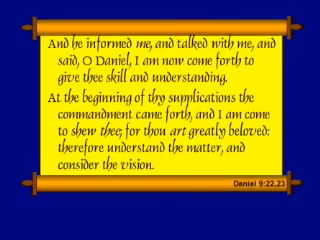 And he informed me, and talked with me, and
said, O Daniel, I am now come forth to
give thee skill and understanding.
At the beginning of thy supplications the
commandment came forth, and I am come
to shew thee; for thou art greatly beloved:
therefore understand the matter, and
consider the vision.
Daniel 9:22,23